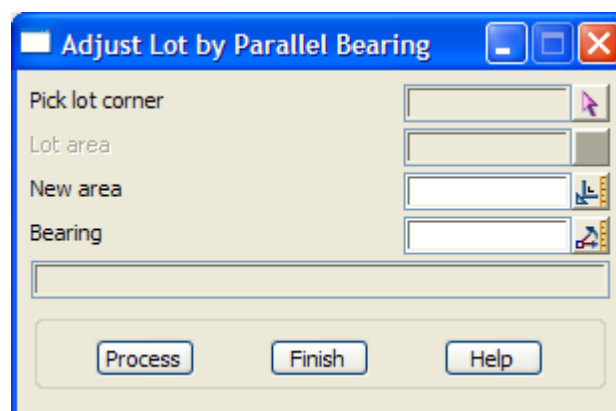 Adjust Lot by Parallel Bearing
Pick lot corner
Lot area
New area
Bearing
Process Finish Help